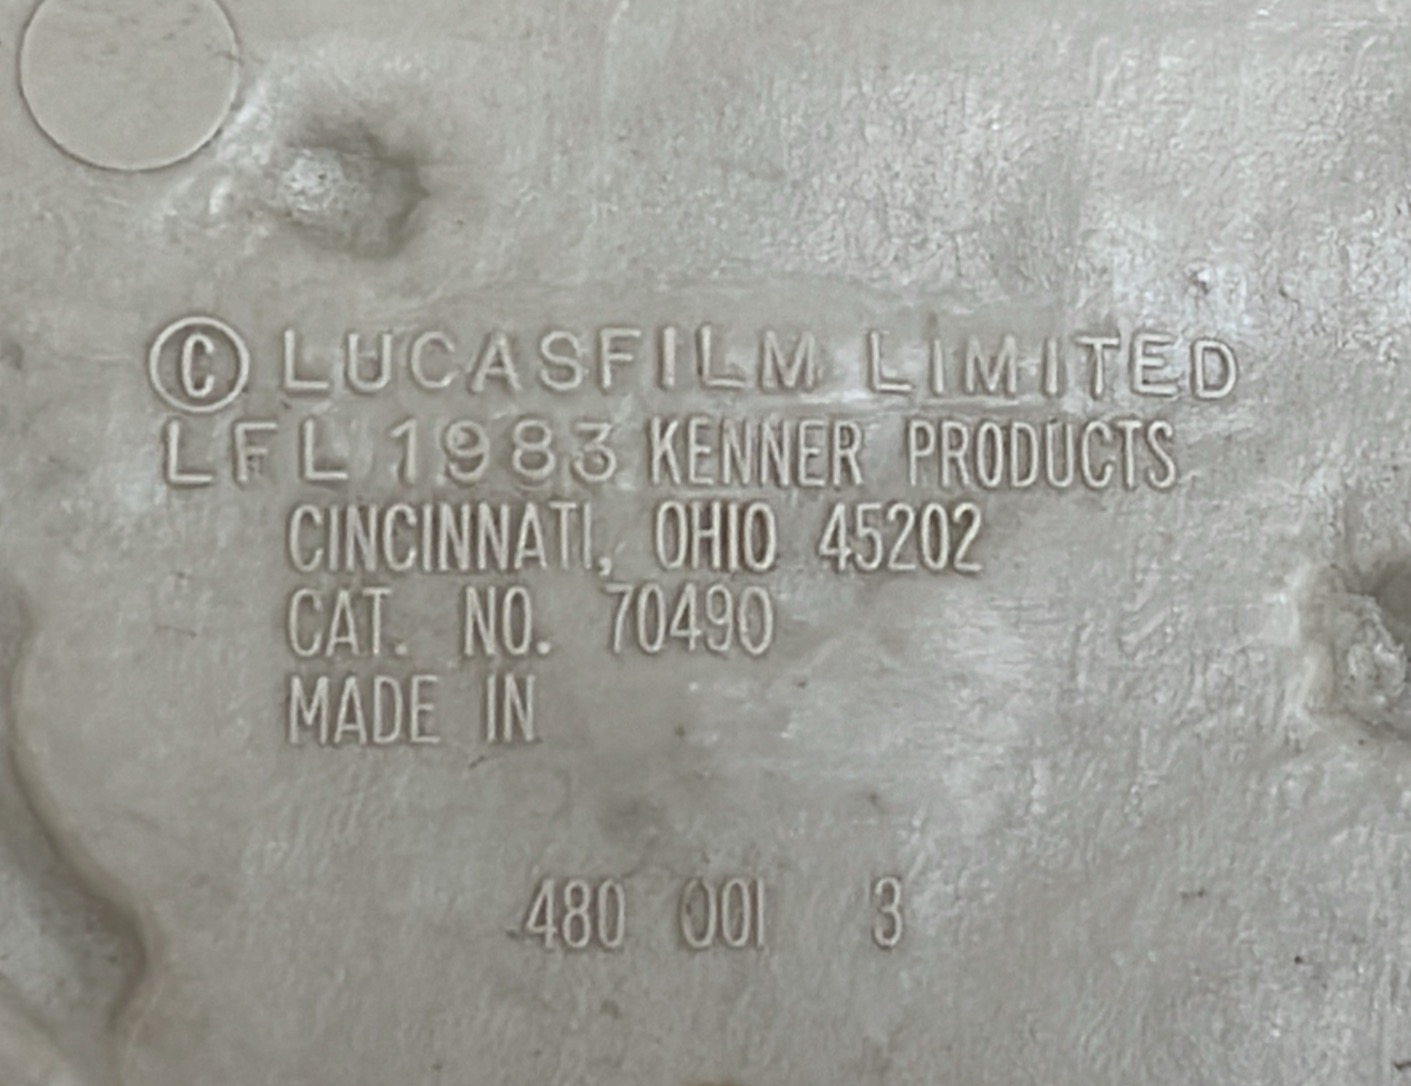 © LUCASFILM LIMITED
LFL 1983 KENNER PRODUCTS
CINCINNATI, OHIO 45202
CAT. NO. 70490
MADE IN
480 001 3